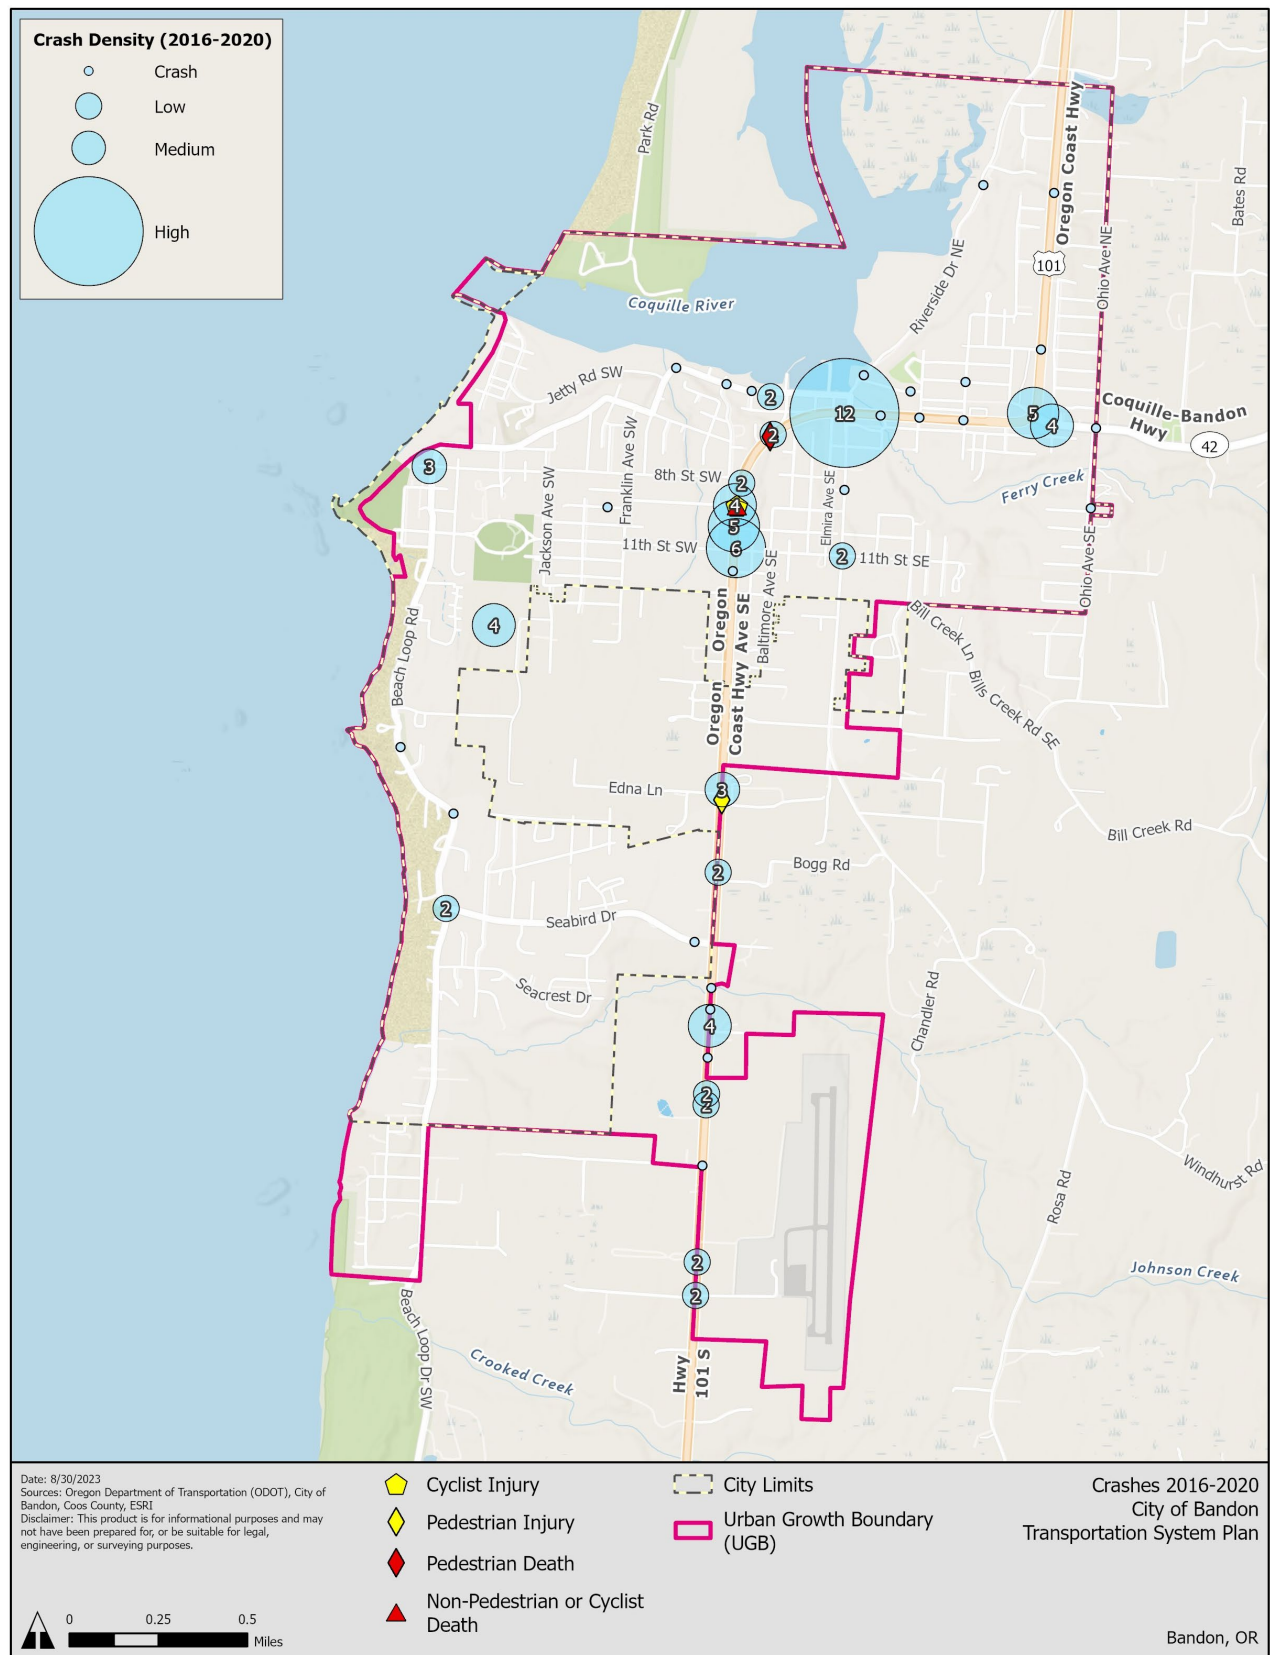 Crash Density (2016-2020)
Crash
Low
Medium
High
Park Rd
Oregon Coast Hwy
101
Bates Rd
Ohio Ave NE
Riverside Dr NE
Coquille River
Jetty Rd SW
2
12
5
4
Coquille-Bandon
Hwy
42
2
3
Franklin Ave SW
8th St SW
2
4
5
6
Jackson Ave SW
11th St SW
Elmira Ave SE
Ferry Creek
2
11th St SE
Ohio Ave SE
Baltimore Ave SE
4
Beach Loop Rd
Oregon Oregon
Coast Hwy Ave SE
Bill Creek Ln
Bills Creek Rd SE
Edna Ln
3
Bill Creek Rd
2
Bogg Rd
2
Seabird Dr
Seacrest Dr
Chandler Rd
4
2
2
Windhurst Rd
Rosa Rd
2
2
Johnson Creek
Beach Loop Dr SW
Crooked Creek
Hwy
101 S
Date: 8/30/2023
Sources: Oregon Department of Transportation (ODOT), City of
Bandon, Coos County, ESRI
Disclaimer: This product is for informational purposes and may
not have been prepared for, or be suitable for legal,
engineering, or surveying purposes.
0 0.25 0.5
Miles
Cyclist Injury
Pedestrian Injury
Pedestrian Death
Non-Pedestrian or Cyclist
Death
City Limits
Urban Growth Boundary
(UGB)
Crashes 2016-2020
City of Bandon
Transportation System Plan
Bandon, OR